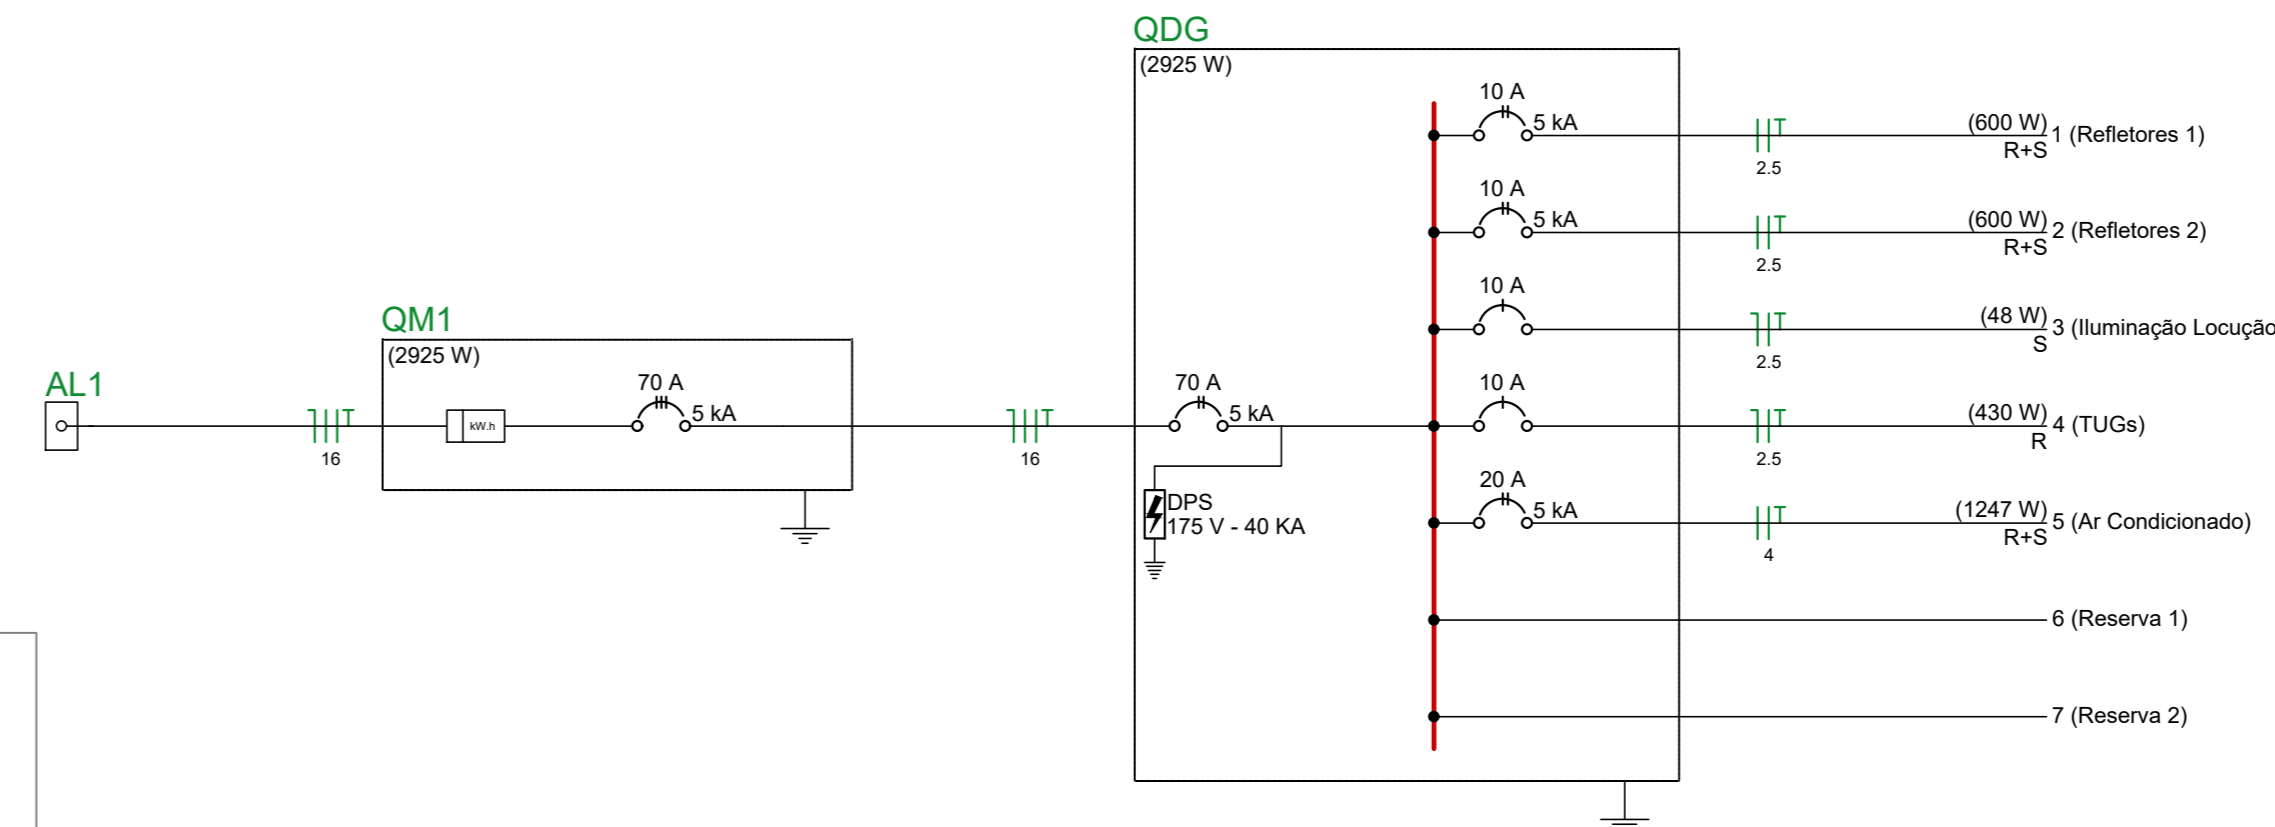 QDG
(2925 W)
10 A
5 kA
T
2.5
(600 W)
R+S
1 (Refletores 1)
10 A
5 kA
T
2.5
(600 W)
R+S
2 (Refletores 2)
10 A
T
2.5
(48 W)
S
3 (Iluminação Locução
AL1
T
16
QM1
(2925 W)
kW.h
70 A
5 kA
T
16
70 A
5 kA
DPS
175 V - 40 KA
10 A
T
2.5
(430 W)
R
4 (TUGs)
20 A
5 kA
T
4
(1247 W)
R+S
5 (Ar Condicionado)
6 (Reserva 1)
7 (Reserva 2)